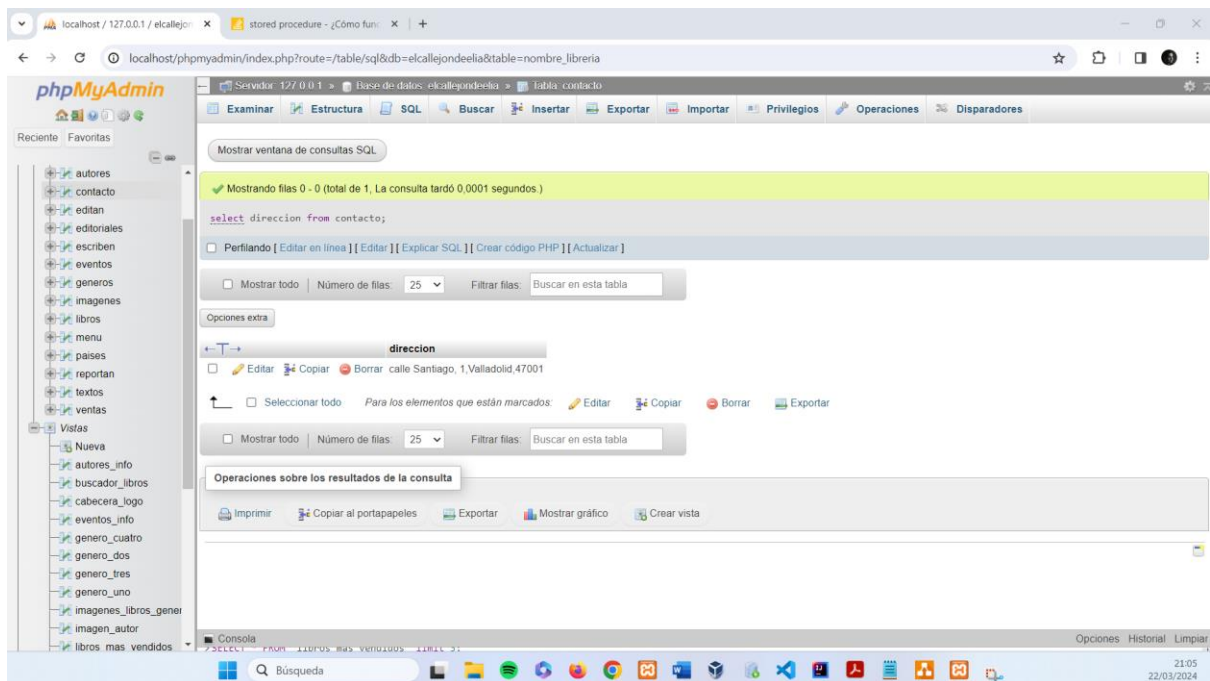 localhost / 127.0.0.1 / elcallejon
stored procedure - ¿Cómo func
localhost/phpmyadmin/index.php?route=/table/sql&db=elcallejondeelia&table=nombre_libreria
phpMyAdmin
Reciente Favoritas
autores
contacto
editan
editoriales
escriben
eventos
generos
imagenes
libros
menu
paises
reportan
textos
ventas
Vistas
Nueva
autores_info
buscador_libros
cabecera_logo
eventos_info
genero_cuatro
genero_dos
genero_tres
genero_uno
imagenes_libros_gener
imagen_autor
libros_mas_vendidos
Servidor: 127.0.0.1 » Base de datos: elcallejondeelia » Tabla: contacto
Examinar Estructura SQL Buscar Insertar Exportar Importar Privilegios Operaciones Disparadores
Mostrar ventana de consultas SQL
Mostrando filas 0 - 0 (total de 1, La consulta tardó 0,0001 segundos.)
select direccion from contacto;
Perfilando [ Editar en línea ] [ Editar ] [ Explicar SQL ] [ Crear código PHP ] [ Actualizar ]
Mostrar todo | Número de filas: 25 Filtrar filas: Buscar en esta tabla
Opciones extra
←T→ direccion
Editar Copiar Borrar calle Santiago, 1,Valladolid,47001
Seleccionar todo Para los elementos que están marcados: Editar Copiar Borrar Exportar
Mostrar todo | Número de filas: 25 Filtrar filas: Buscar en esta tabla
Operaciones sobre los resultados de la consulta
Imprimir Copiar al portapapeles Exportar Mostrar gráfico Crear vista
Consola Opciones Historial Limpiar
>SELECT * FROM libros_mas_vendidos limit 5;
Búsqueda
21:05
22/03/2024